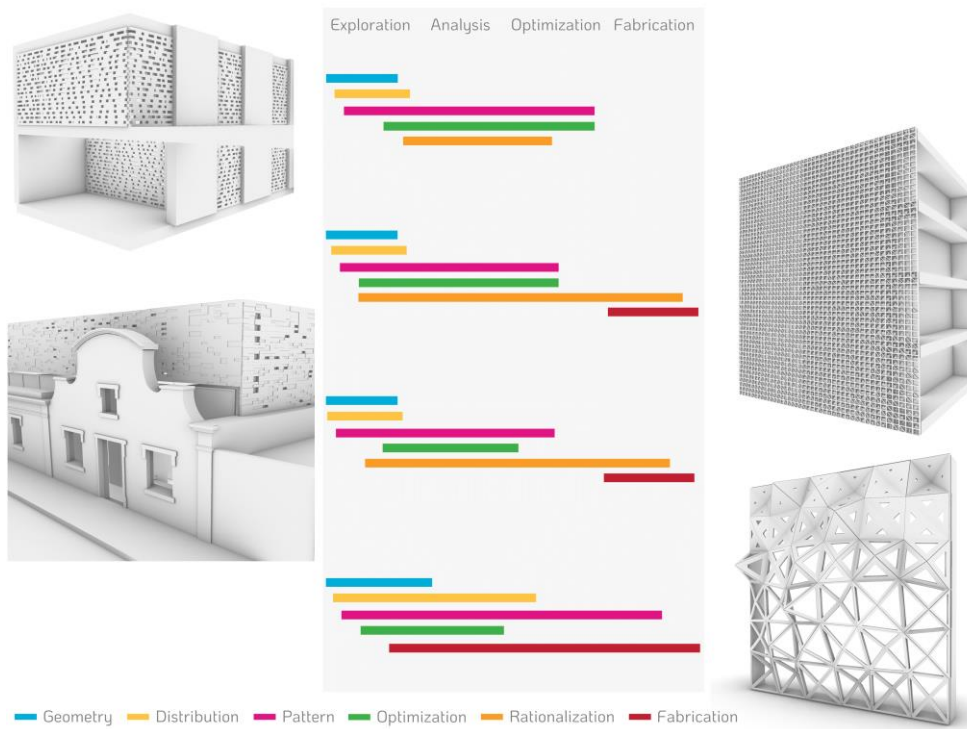 Exploration Analysis Optimization Fabrication
Geometry Distribution Pattern Optimization Rationalization Fabrication